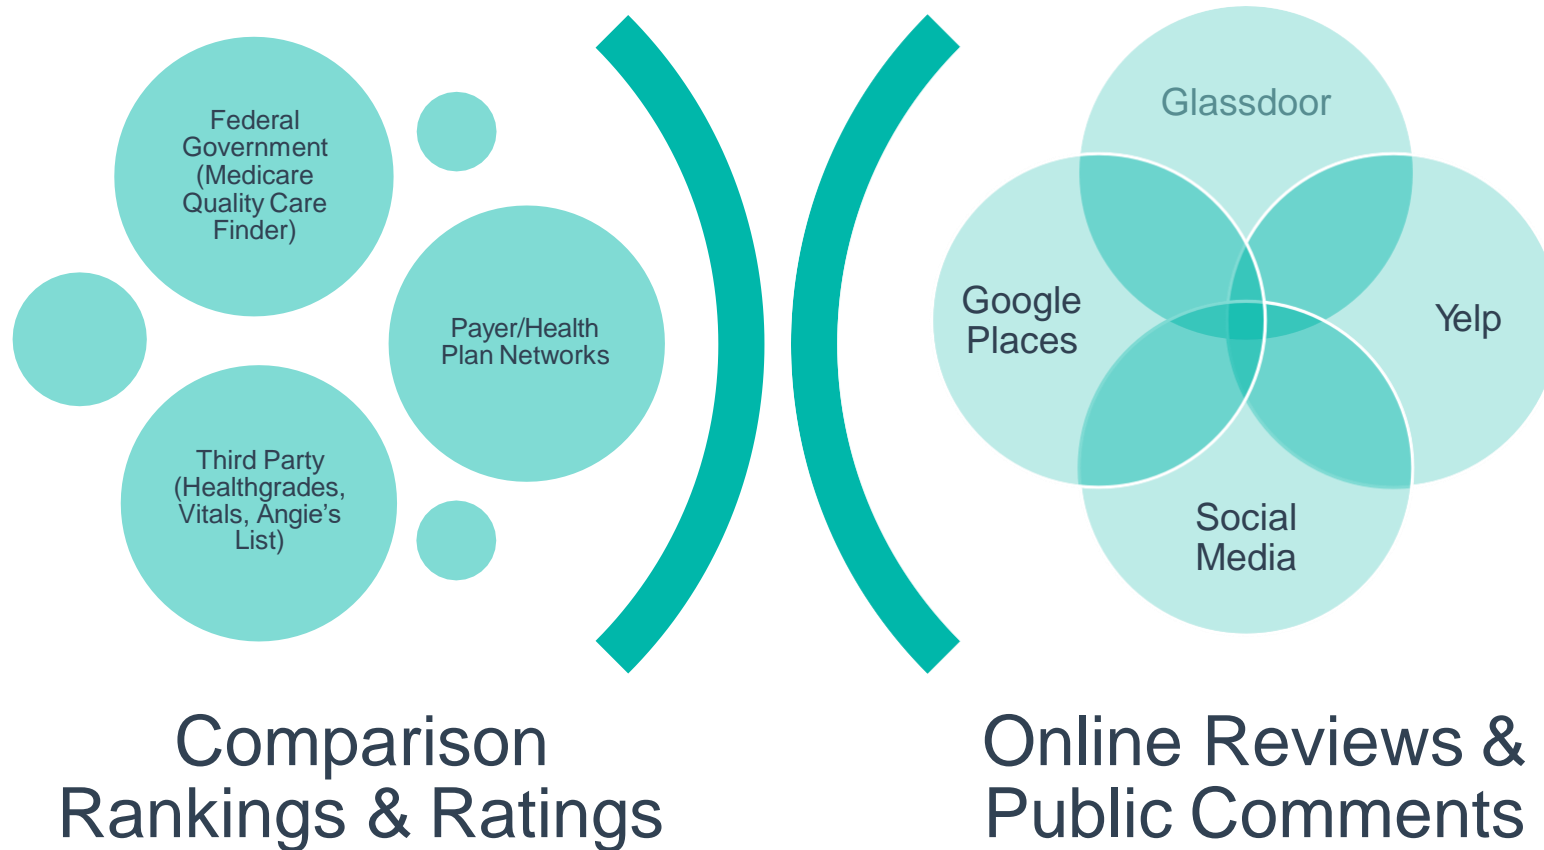 Federal
Government
(Medicare
Quality Care
Finder)
Payer/Health
Plan Networks
Third Party
(Healthgrades,
Vitals, Angie’s
List)
Comparison
Rankings & Ratings
Glassdoor
Google
Places
Yelp
Social
Media
Online Reviews &
Public Comments